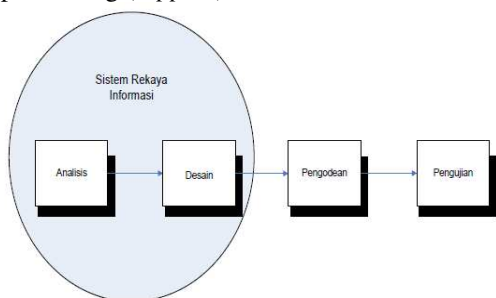 Sistem Rekaya
Informasi
Analisis
Desain
Pengodean
Pengujian